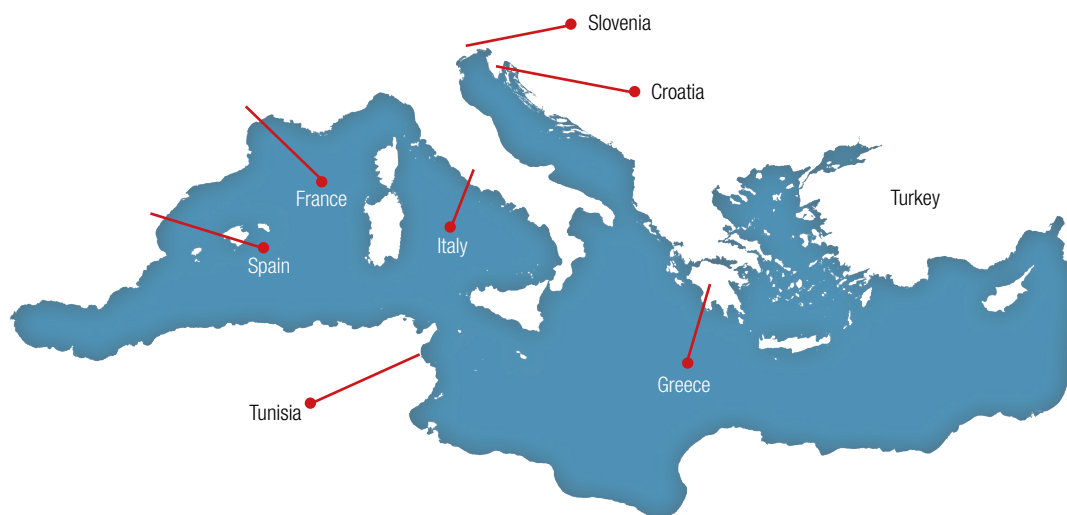 Slovenia
Croatia
France
Turkey
Italy
Spain
Greece
Tunisia